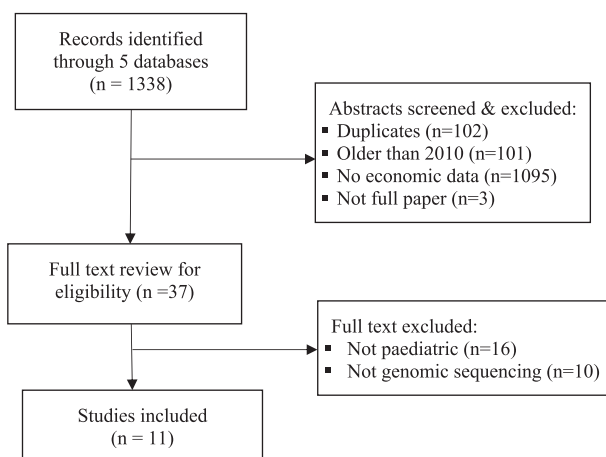 Records identified
through 5 databases
(n = 1338)
Abstracts screened & excluded:
▪ Duplicates (n=102)
▪ Older than 2010 (n=101)
▪ No economic data (n=1095)
▪ Not full paper (n=3)
Full text review for
eligibility (n =37)
Full text excluded:
▪ Not paediatric (n=16)
▪ Not genomic sequencing (n=10)
Studies included
(n = 11)